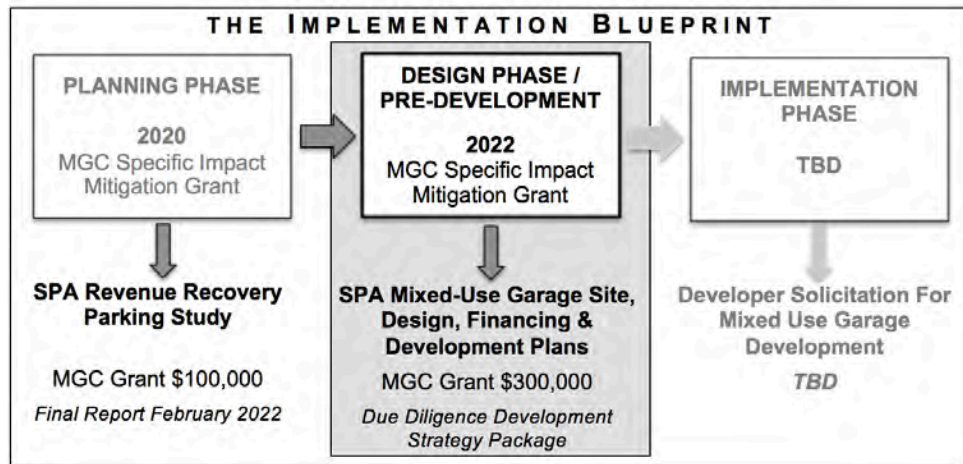 THE IMPLEMENTATION BLUEPRINT
PLANNING PHASE
2020
MGC Specific Impact
Mitigation Grant
SPA Revenue Recovery
Parking Study
MGC Grant $100,000
Final Report February 2022
DESIGN PHASE /
PRE-DEVELOPMENT
2022
MGC Specific Impact
Mitigation Grant
SPA Mixed-Use Garage Site,
Design, Financing &
Development Plans
MGC Grant $300,000
Due Diligence Development
Strategy Package
IMPLEMENTATION
PHASE
TBD
Developer Solicitation For
Mixed Use Garage
Development
TBD